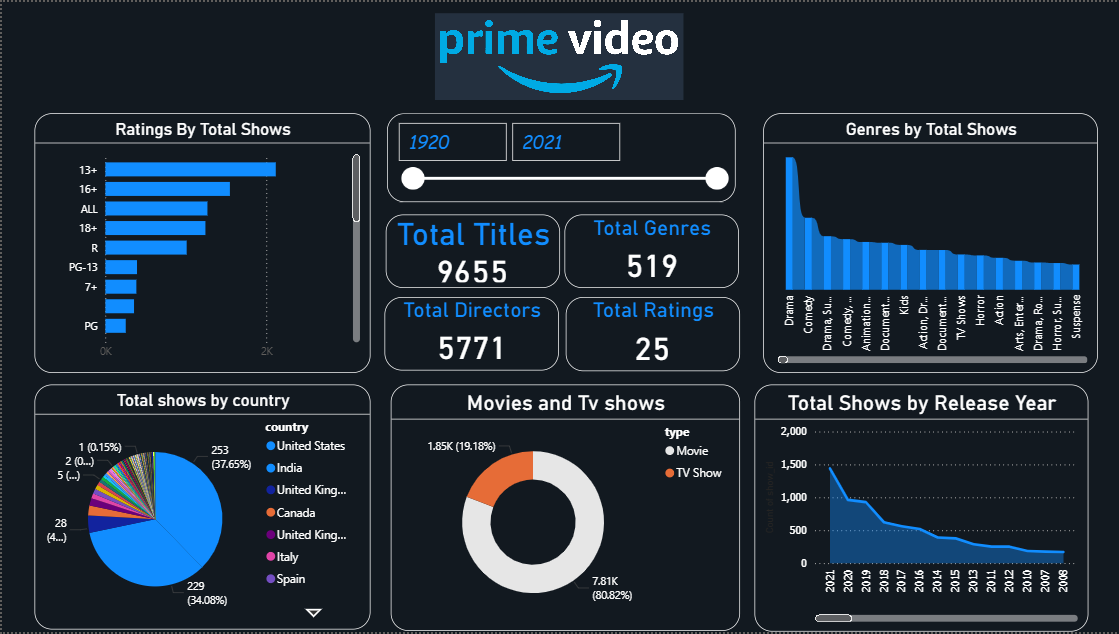 prime video
Ratings By Total Shows
13+
16+
ALL
18+
R
PG-13
7+
PG
0K
2K
1920
2021
Total Titles
9655
Total Genres
519
Total Directors
5771
Total Ratings
25
Genres by Total Shows
Drama
Comedy
Drama, Su...
Comedy, ...
Animation...
Document...
Kids
Action, Dr...
Document...
TV Shows
Horror
Action
Arts, Enter...
Drama, Ro...
Horror, Su...
Suspense
Total shows by country
253
(37.65%)
229
(34.08%)
28
(4...)
5 (...)
2 (0...)
1 (0.15%)
country
United States
India
United King...
Canada
United King...
Italy
Spain
Movies and Tv shows
1.85K (19.18%)
7.81K
(80.82%)
type
Movie
TV Show
Total Shows by Release Year
2,000
1,500
1,000
500
0
2021
2020
2019
2018
2017
2016
2014
2015
2013
2011
2012
2010
2007
2008